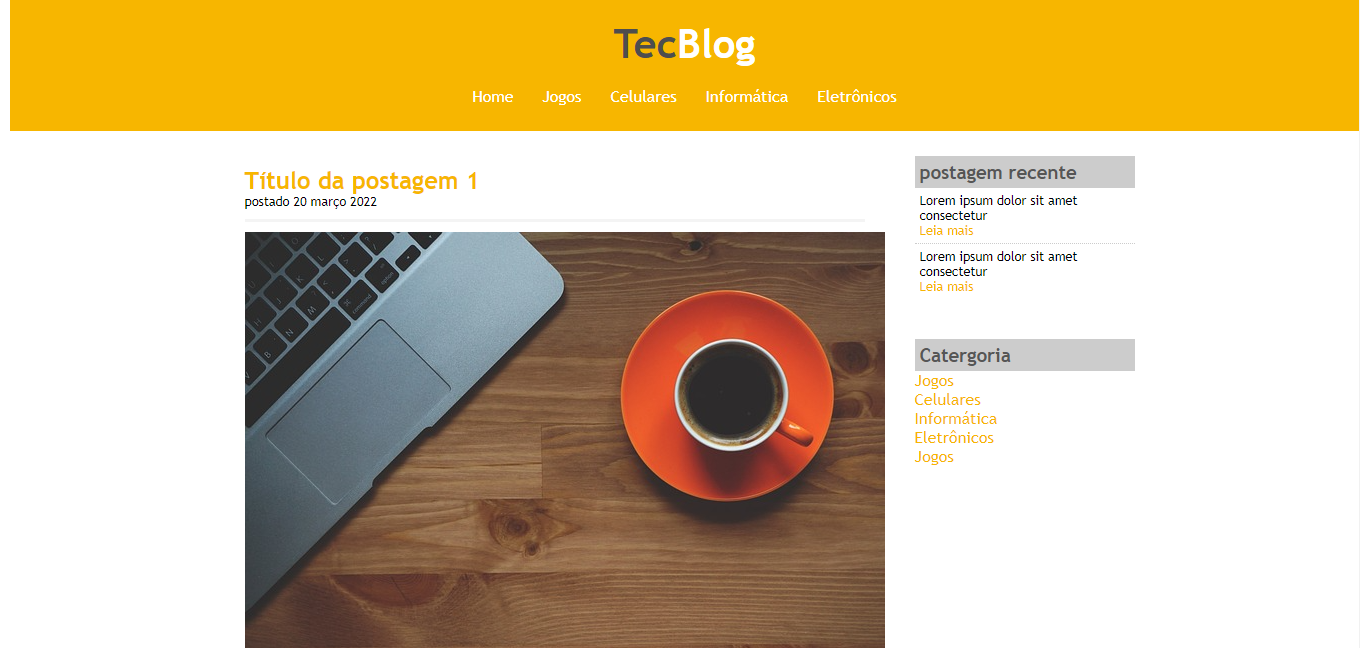 TecBlog
Home Jogos Celulares Informática Eletrônicos
Título da postagem 1
postado 20 março 2022
command
option
N
M
B
K
L
J
postagem recente
Lorem ipsum dolor sit amet
consectetur
Leia mais
Lorem ipsum dolor sit amet
consectetur
Leia mais
Catergoria
Jogos
Celulares
Informática
Eletrônicos
Jogos